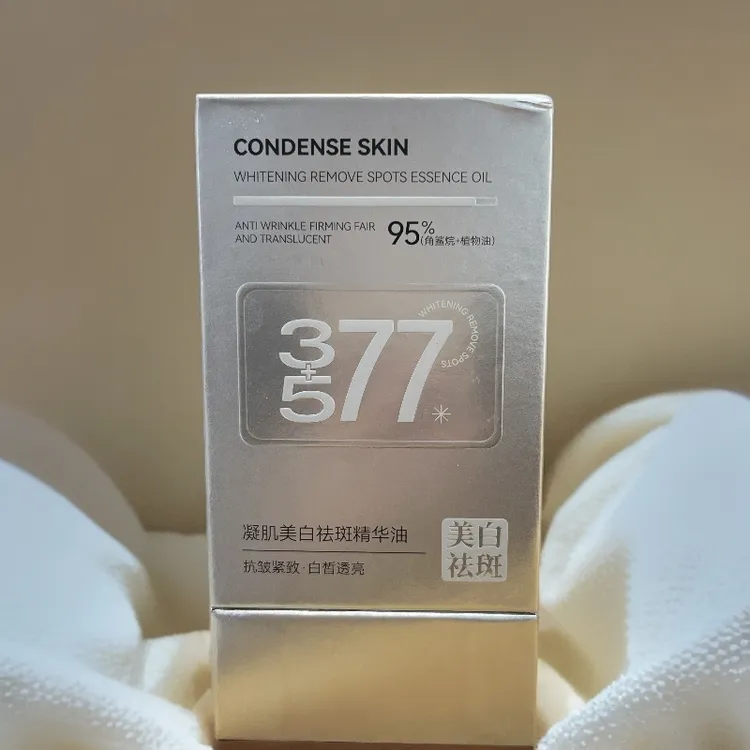 CONDENSE SKIN
WHITENING REMOVE SPOTS ESSENCE OIL
ANTI WRINKLE FIRMING FAIR
AND TRANSLUCENT
95%
(角鲨烷+植物油)
WHITENING REMOVE SPOTS
3+5 77*
凝肌美白祛斑精华油
抗皱紧致·白皙透亮
美白
祛斑